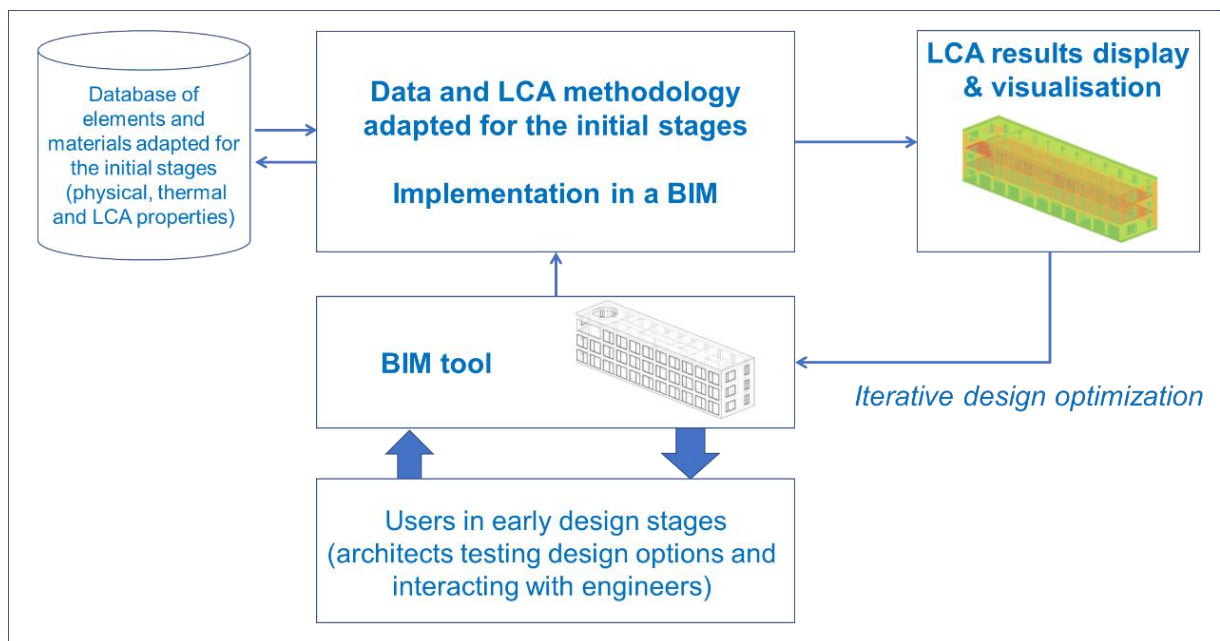 Database of
elements and
materials adapted for
the initial stages
(physical, thermal
and LCA properties)
Data and LCA methodology
adapted for the initial stages
Implementation in a BIM
LCA results display
& visualisation
BIM tool
Iterative design optimization
Users in early design stages
(architects testing design options and
interacting with engineers)